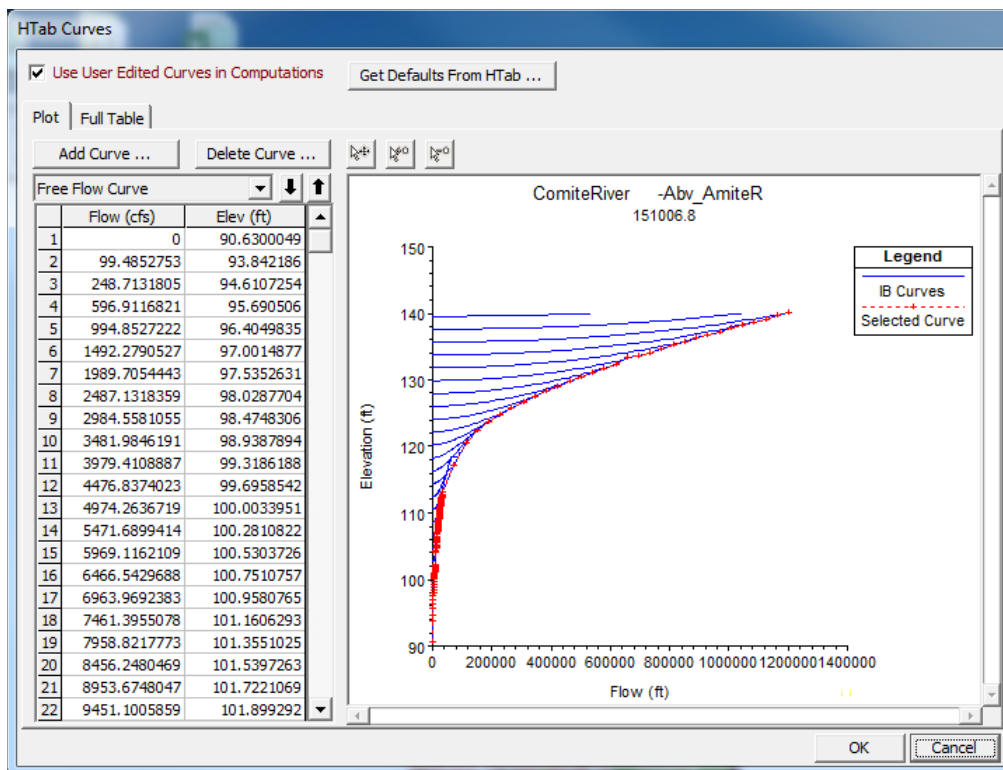 HTab Curves
Use User Edited Curves in Computations
Get Defaults From HTab ...
Plot
Full Table
Add Curve ...
Delete Curve ...
Free Flow Curve
Flow (cfs) Elev (ft)
1 0 90.6300049
2 99.4852753 93.842186
3 248.7131805 94.6107254
4 596.9116821 95.690506
5 994.8527222 96.4049835
6 1492.2790527 97.0014877
7 1989.7054443 97.5352631
8 2487.1318359 98.0287704
9 2984.5581055 98.4748306
10 3481.9846191 98.9387894
11 3979.4108887 99.3186188
12 4476.8374023 99.6958542
13 4974.2636719 100.0033951
14 5471.6899414 100.2810822
15 5969.1162109 100.5303726
16 6466.5429688 100.7510757
17 6963.9692383 100.9580765
18 7461.3955078 101.1606293
19 7958.8217773 101.3551025
20 8456.2480469 101.5397263
21 8953.6748047 101.7221069
22 9451.1005859 101.899292
ComiteRiver -Abv_AmiteR
151006.8
150
140
130
120
110
100
90
Elevation (ft)
0 200000 400000 600000 800000 1000000 1200000 1400000
Flow (ft)
Legend
IB Curves
Selected Curve
OK
Cancel